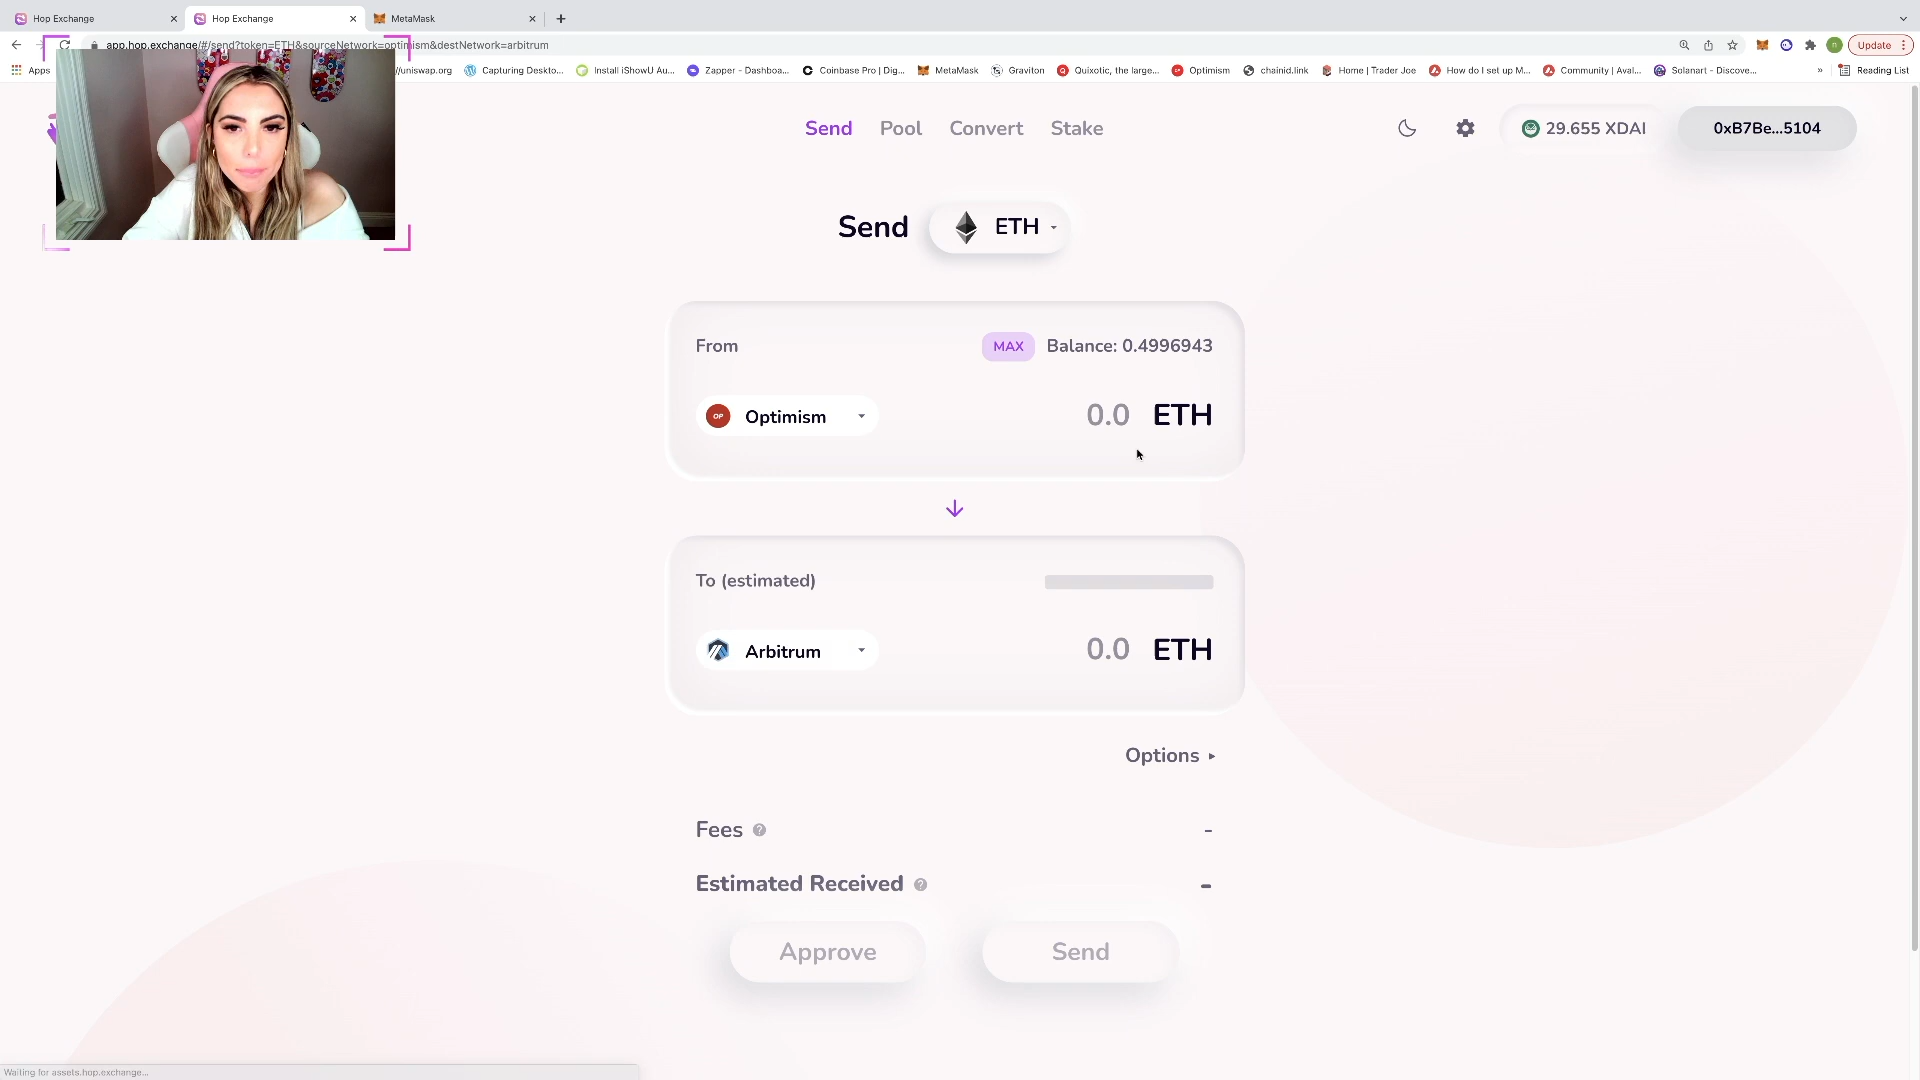 Hop Exchange
Hop Exchange
MetaMask
app.hop.exchange/#/send?token=ETH&sourceNetwork=optimism&destNetwork=arbitrum
Update
Apps
//uniswap.org
Capturing Deskto...
Install iShowU Au...
Zapper - Dashboa...
Coinbase Pro | Dig...
MetaMask
Graviton
Quixotic, the large...
Optimism
chainid.link
Home | Trader Joe
How do I set up M...
Community | Aval...
Solanart - Discove...
»
Reading List
Send
Pool
Convert
Stake
29.655 XDAI
0xB7Be...5104
Send ETH
From
MAX
Balance: 0.4996943
OP
Optimism
0.0 ETH
To (estimated)
Arbitrum
0.0 ETH
Options
Fees ?
-
Estimated Received ?
-
Approve
Send
Waiting for assets.hop.exchange...